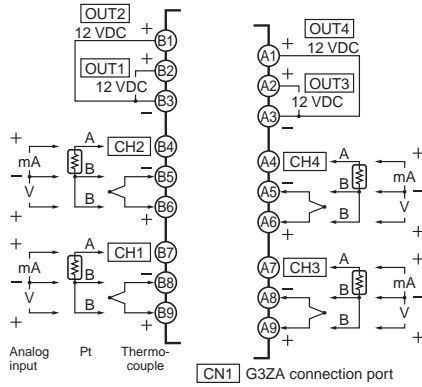 OUT2
12 VDC
+
B1
OUT1
+
B2
12 VDC
B3
−
B4
+
A
CH2
mA
−
B
−
B5
V
+
B
+
B6
B7
+
A
CH1
mA
−
B
−
B8
V
+
B
+
B9
Analog input
Pt
Thermo-couple
OUT4
+
12 VDC
A1
+
OUT3
A2
12 VDC
A3
−
A4
CH4
A
+
mA
A5
−
B
−
V
A6
+
B
+
A7
CH3
A
+
mA
A8
−
B
−
V
A9
+
B
+
CN1 G3ZA connection port